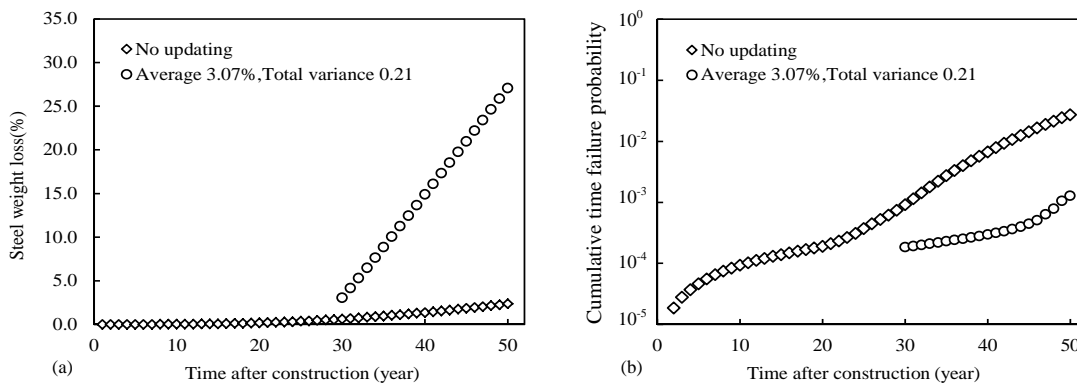 35.0
30.0
25.0
20.0
15.0
10.0
5.0
0.0
Steel weight loss(%)
No updating
Average 3.07%,Total variance 0.21
0 10 20 30 40 50
Time after construction (year)
(a)
10^0
10^-1
10^-2
10^-3
10^-4
10^-5
Cumulative time failure probability
No updating
Average 3.07%,Total variance 0.21
0 10 20 30 40 50
Time after construction (year)
(b)